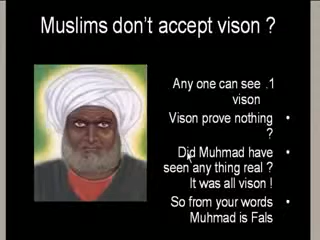 Muslims don't accept vison ?
Any one can see .1
vison
Vison prove nothing •
?
Did Muhmad have •
seen any thing real ?
It was all vison !
So from your words •
Muhmad is Fals